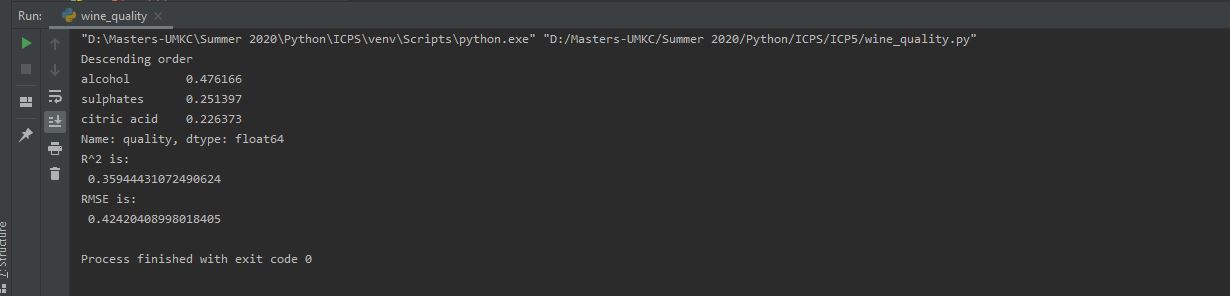 Run: wine_quality
"D:\Masters-UMKC\Summer 2020\Python\ICPS\venv\Scripts\python.exe" "D:/Masters-UMKC/Summer 2020/Python/ICPS/ICP5/wine_quality.py"
Descending order
alcohol 0.476166
sulphates 0.251397
citric acid 0.226373
Name: quality, dtype: float64
R^2 is:
0.35944431072490624
RMSE is:
0.42420408998018405
Process finished with exit code 0
7: Structure